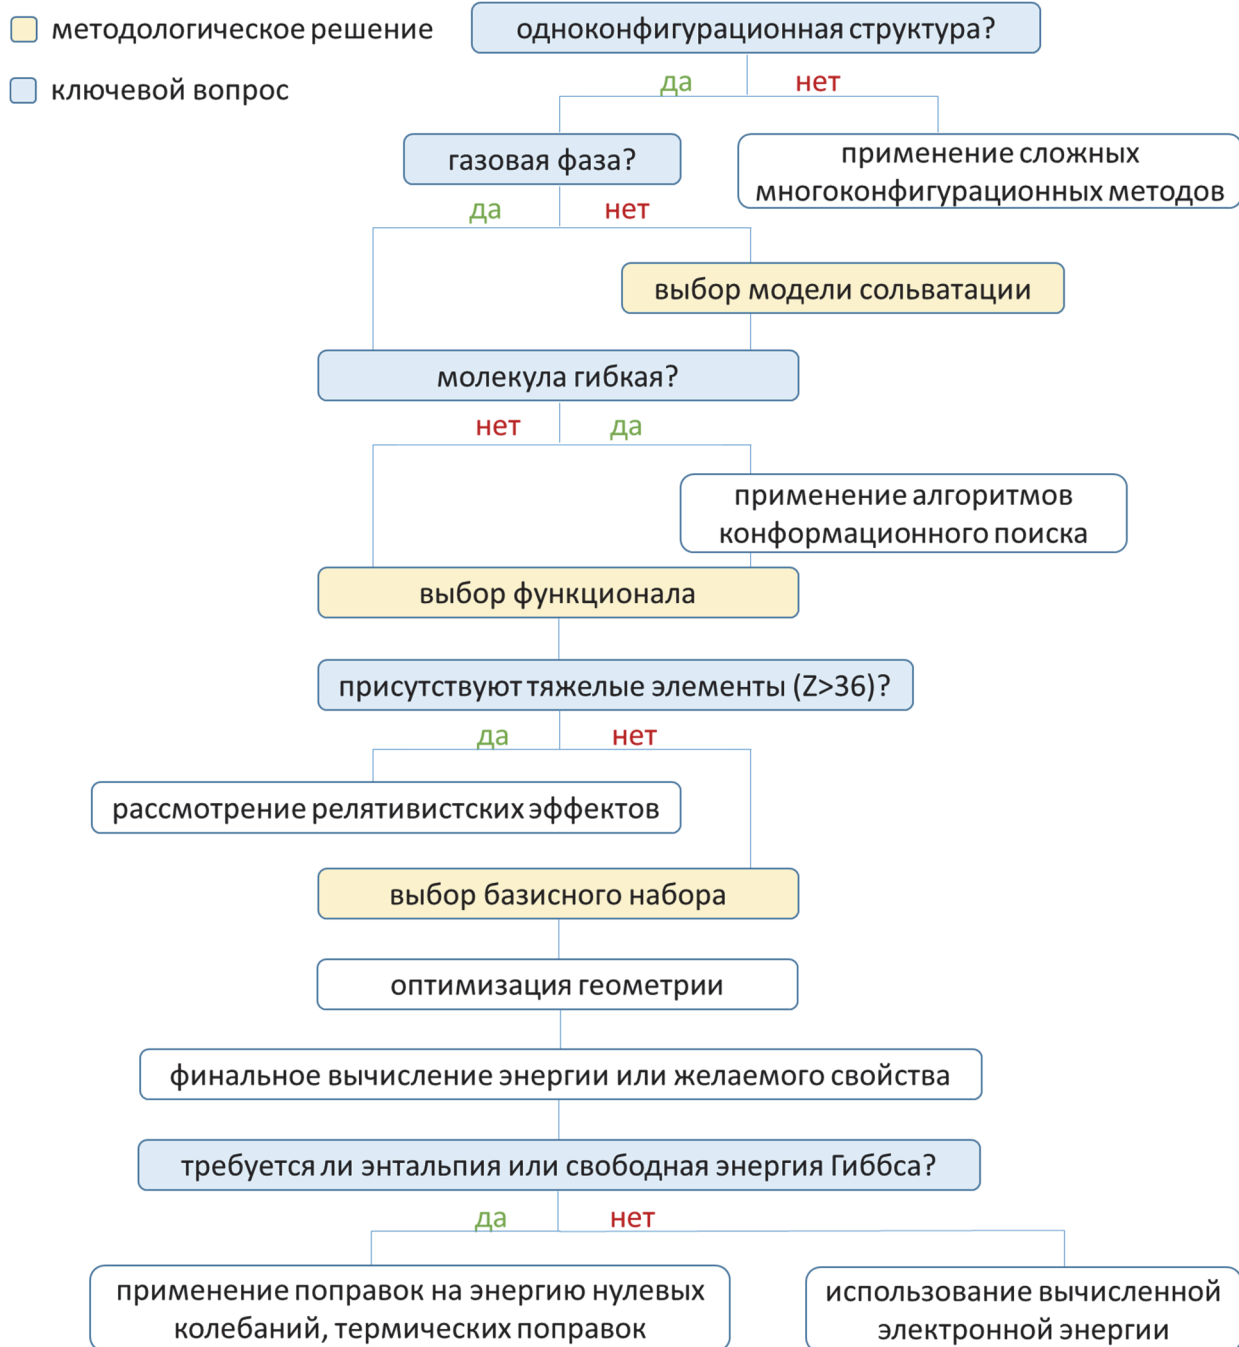 методологическое решение
ключевой вопрос
одноконфигурационная структура?
да
нет
газовая фаза?
применение сложных
многоконфигурационных методов
да
нет
выбор модели сольватации
молекула гибкая?
нет
да
применение алгоритмов
конформационного поиска
выбор функционала
присутствуют тяжелые элементы (Z>36)?
да
нет
рассмотрение релятивистских эффектов
выбор базисного набора
оптимизация геометрии
финальное вычисление энергии или желаемого свойства
требуется ли энтальпия или свободная энергия Гиббса?
да
нет
применение поправок на энергию нулевых
колебаний, термических поправок
использование вычисленной
электронной энергии